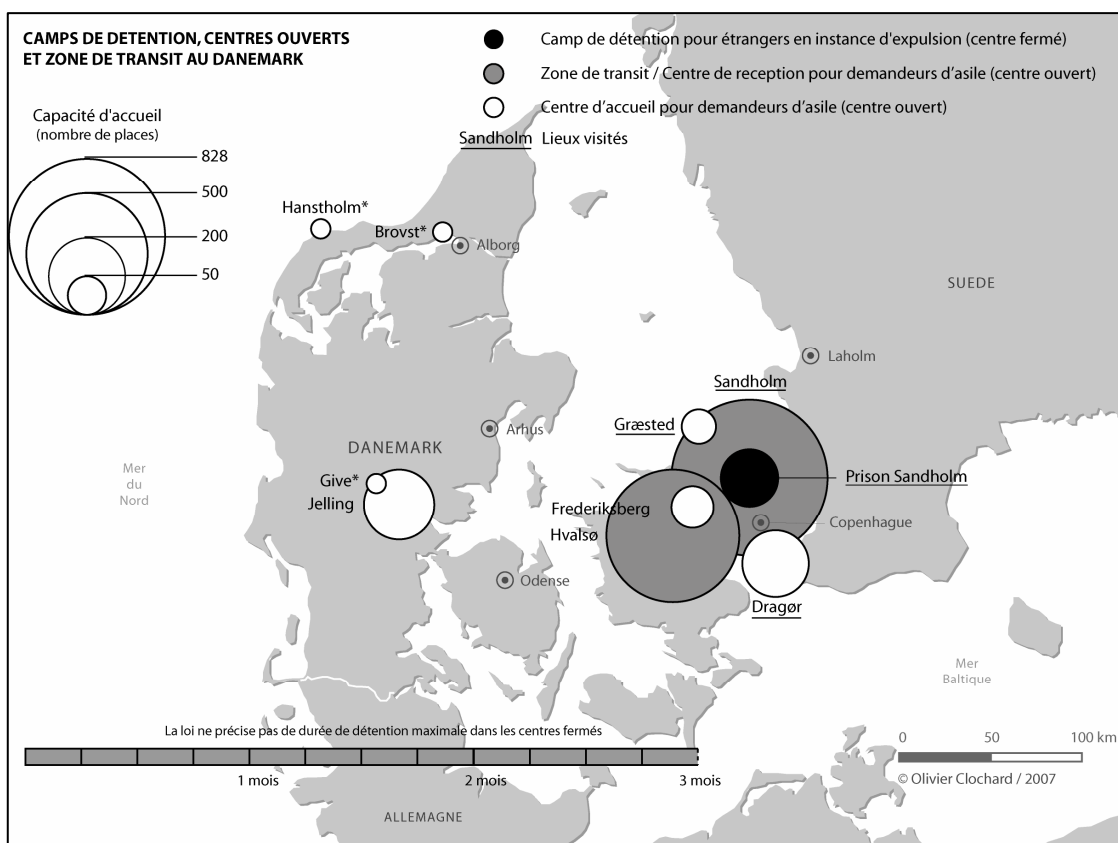 CAMPS DE DETENTION, CENTRES OUVERTS
ET ZONE DE TRANSIT AU DANEMARK
Camp de détention pour étrangers en instance d'expulsion (centre fermé)
Zone de transit / Centre de reception pour demandeurs d'asile (centre ouvert)
Centre d'accueil pour demandeurs d'asile (centre ouvert)
Sandholm Lieux visités
Capacité d'accueil
(nombre de places)
828
500
200
50
Hanstholm*
Brovst*
Alborg
SUEDE
Laholm
Sandholm
Græsted
Arhus
DANEMARK
Mer
du
Nord
Give*
Jelling
Prison Sandholm
Frederiksberg
Hvalsø
Copenhague
Odense
Dragør
Mer
Baltique
La loi ne précise pas de durée de détention maximale dans les centres fermés
1 mois
2 mois
3 mois
0 50 100 km
© Olivier Clochard / 2007
ALLEMAGNE